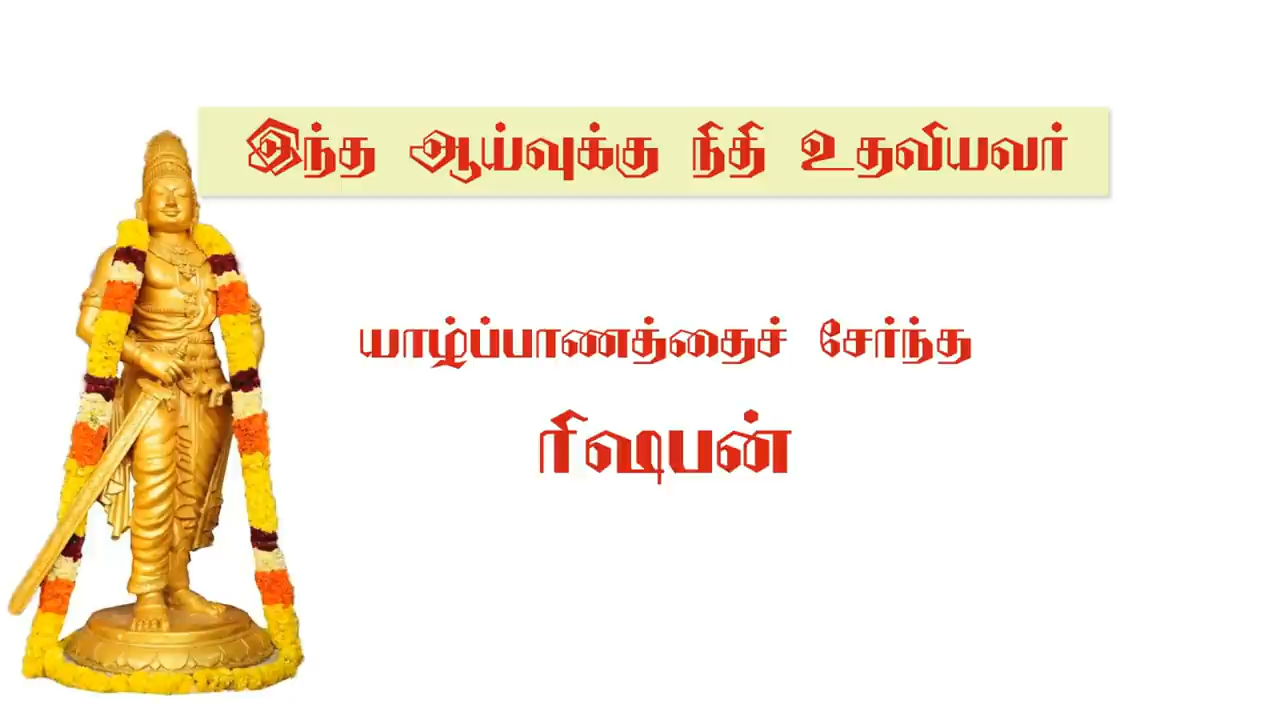 இந்த ஆய்வுக்கு நிதி உதவியவர்
யாழ்ப்பாணத்தைச் சேர்ந்த
ரிஷபன்